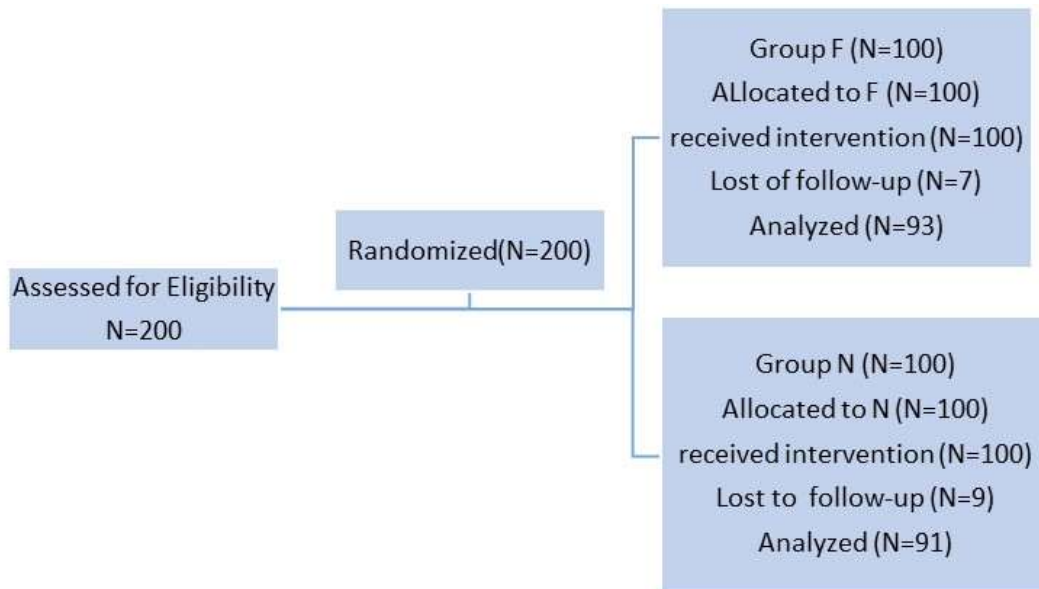 Assessed for Eligibility
N=200
Randomized(N=200)
Group F (N=100)
ALlocated to F (N=100)
received intervention (N=100)
Lost of follow-up (N=7)
Analyzed (N=93)
Group N (N=100)
Allocated to N (N=100)
received intervention (N=100)
Lost to follow-up (N=9)
Analyzed (N=91)